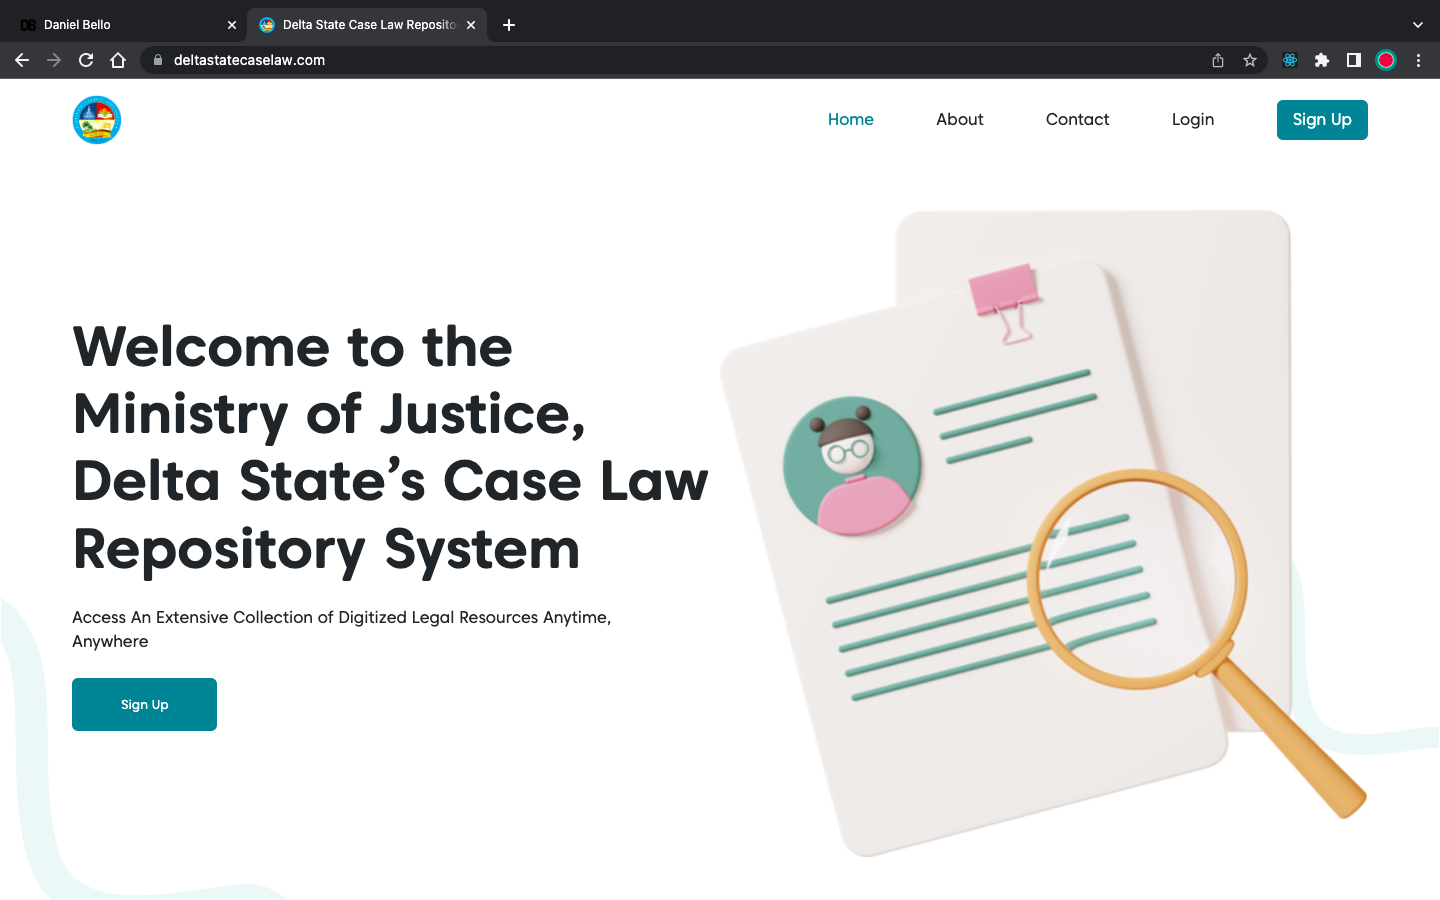 DB Daniel Bello
Delta State Case Law Reposito
deltastatecaselaw.com
Home
About
Contact
Login
Sign Up
Welcome to the
Ministry of Justice,
Delta State’s Case Law
Repository System
Access An Extensive Collection of Digitized Legal Resources Anytime,
Anywhere
Sign Up